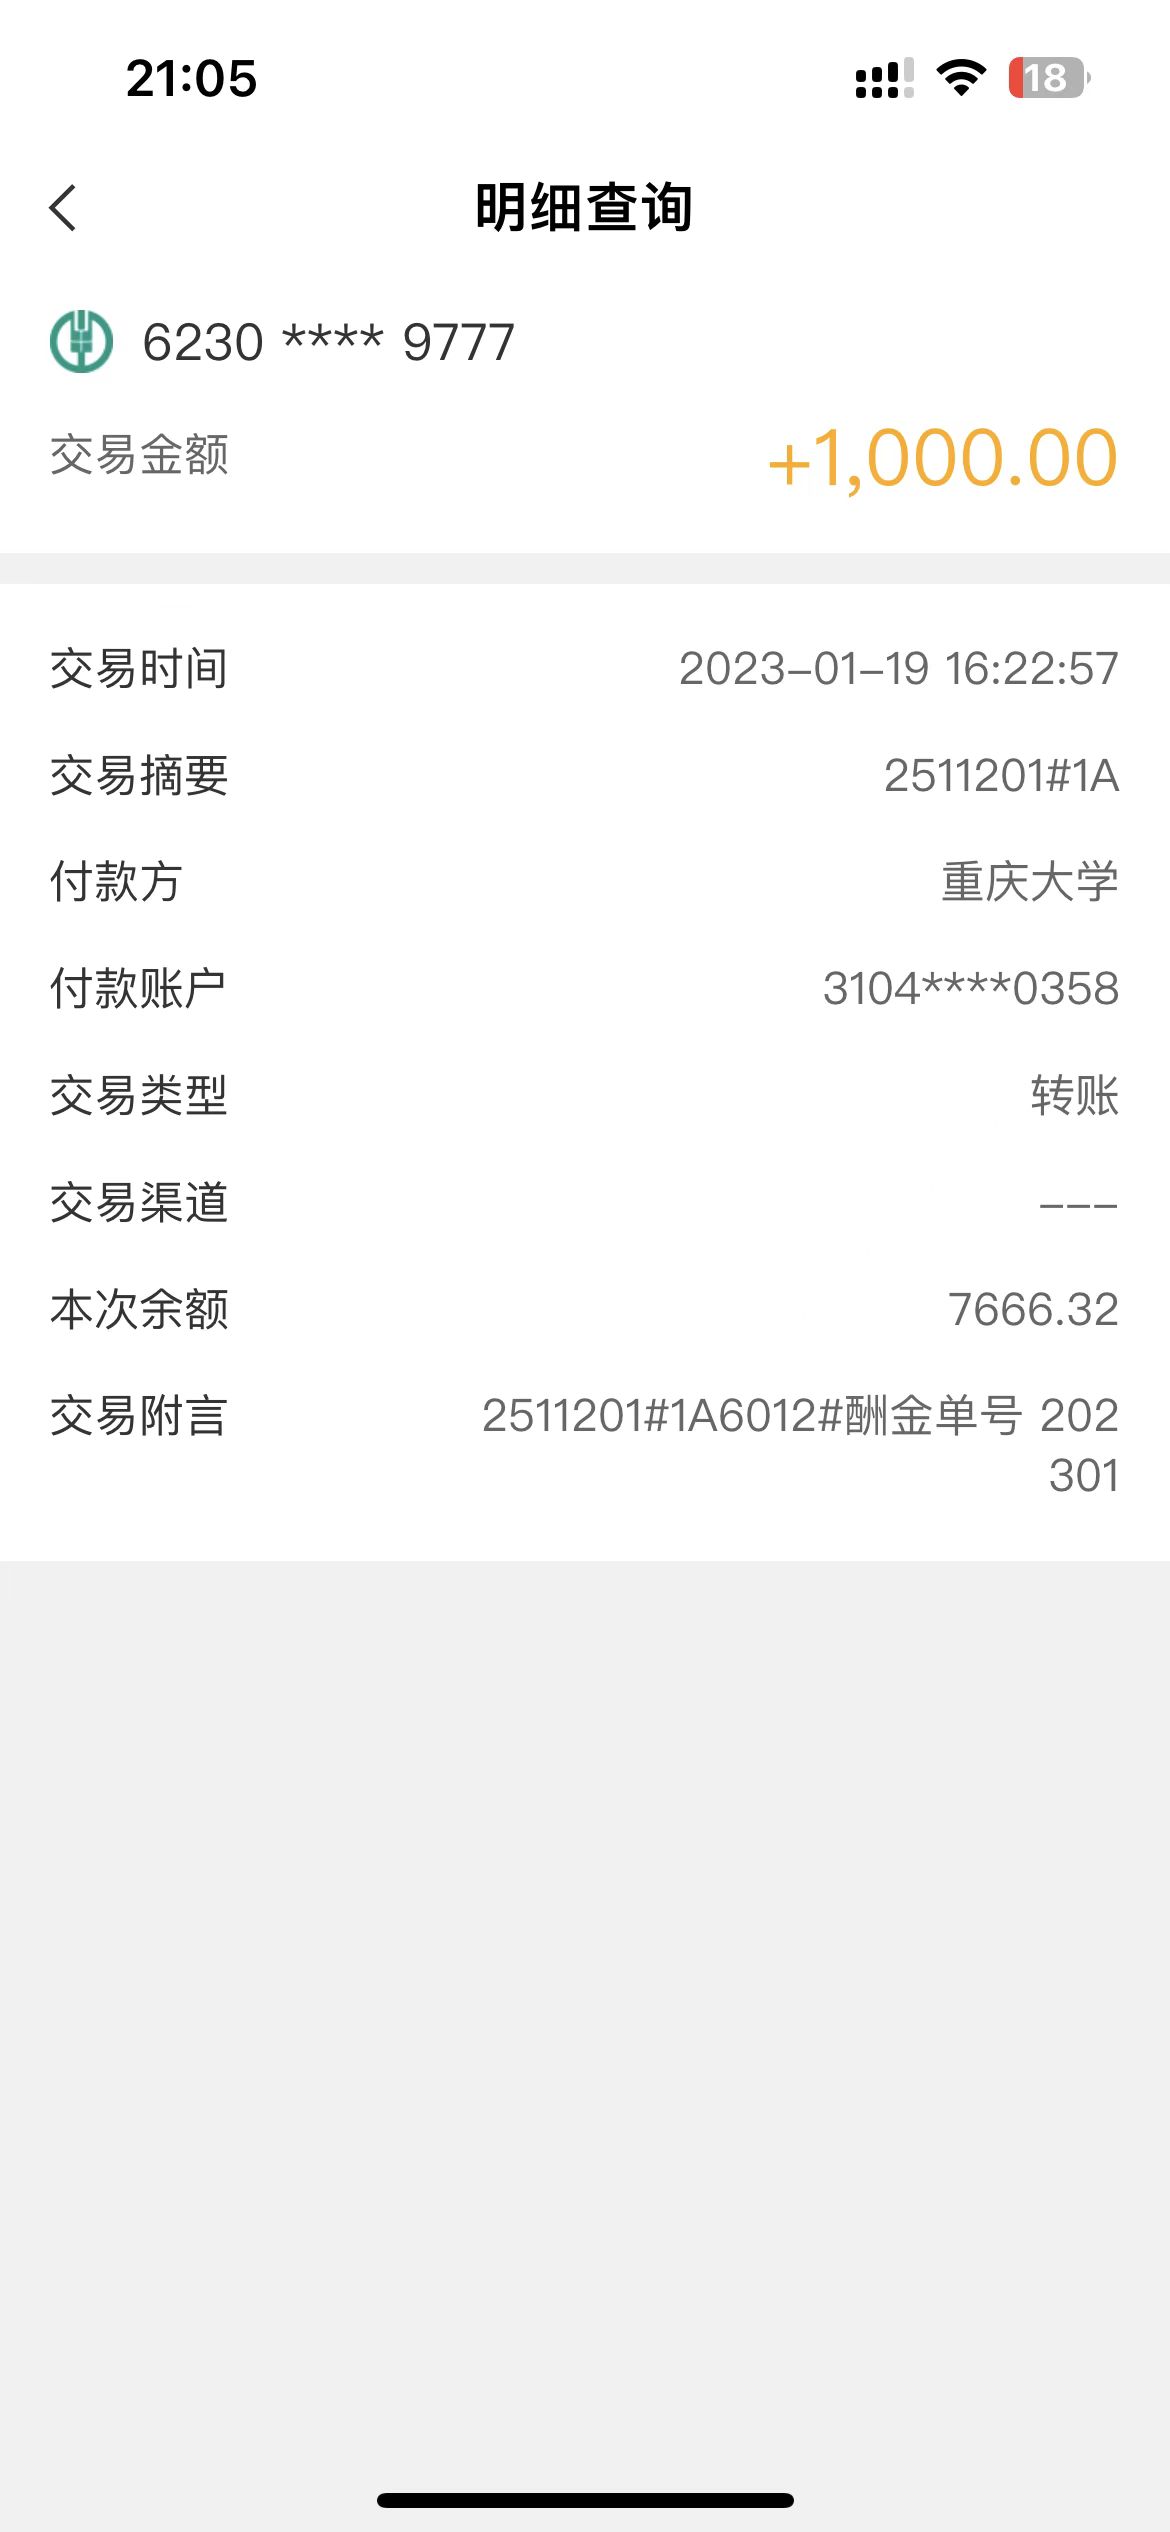 21:05
18
明细查询
6230 **** 9777
交易金额 +1,000.00
交易时间 2023-01-19 16:22:57
交易摘要 2511201#1A
付款方 重庆大学
付款账户 3104****0358
交易类型 转账
交易渠道 ---
本次余额 7666.32
交易附言 2511201#1A6012#酬金单号 202
301